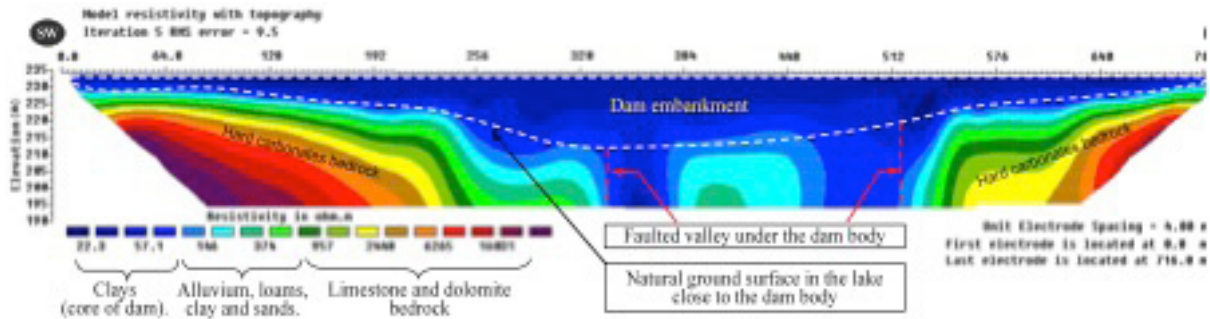 Model resistivity with topography
Iteration 5 RMS error = 9.5
SW
0.0 64.0 128 192 256 320 384 448 512 576 640
Elevation(m)
235
230
225
220
215
210
205
200
195
190
Dam embankment
Hard carbonates bedrock
Hard carbonates bedrock
Resistivity in ohm.m
22.3 57.1 146 374 957 2448 6265 16031
Faulted valley under the dam body
Natural ground surface in the lake
close to the dam body
Unit Electrode Spacing = 4.00
First electrode is located at 0.0
Last electrode is located at 716.0
Clays
(core of dam).
Alluvium, loams,
clay and sands.
Limestone and dolomite
bedrock